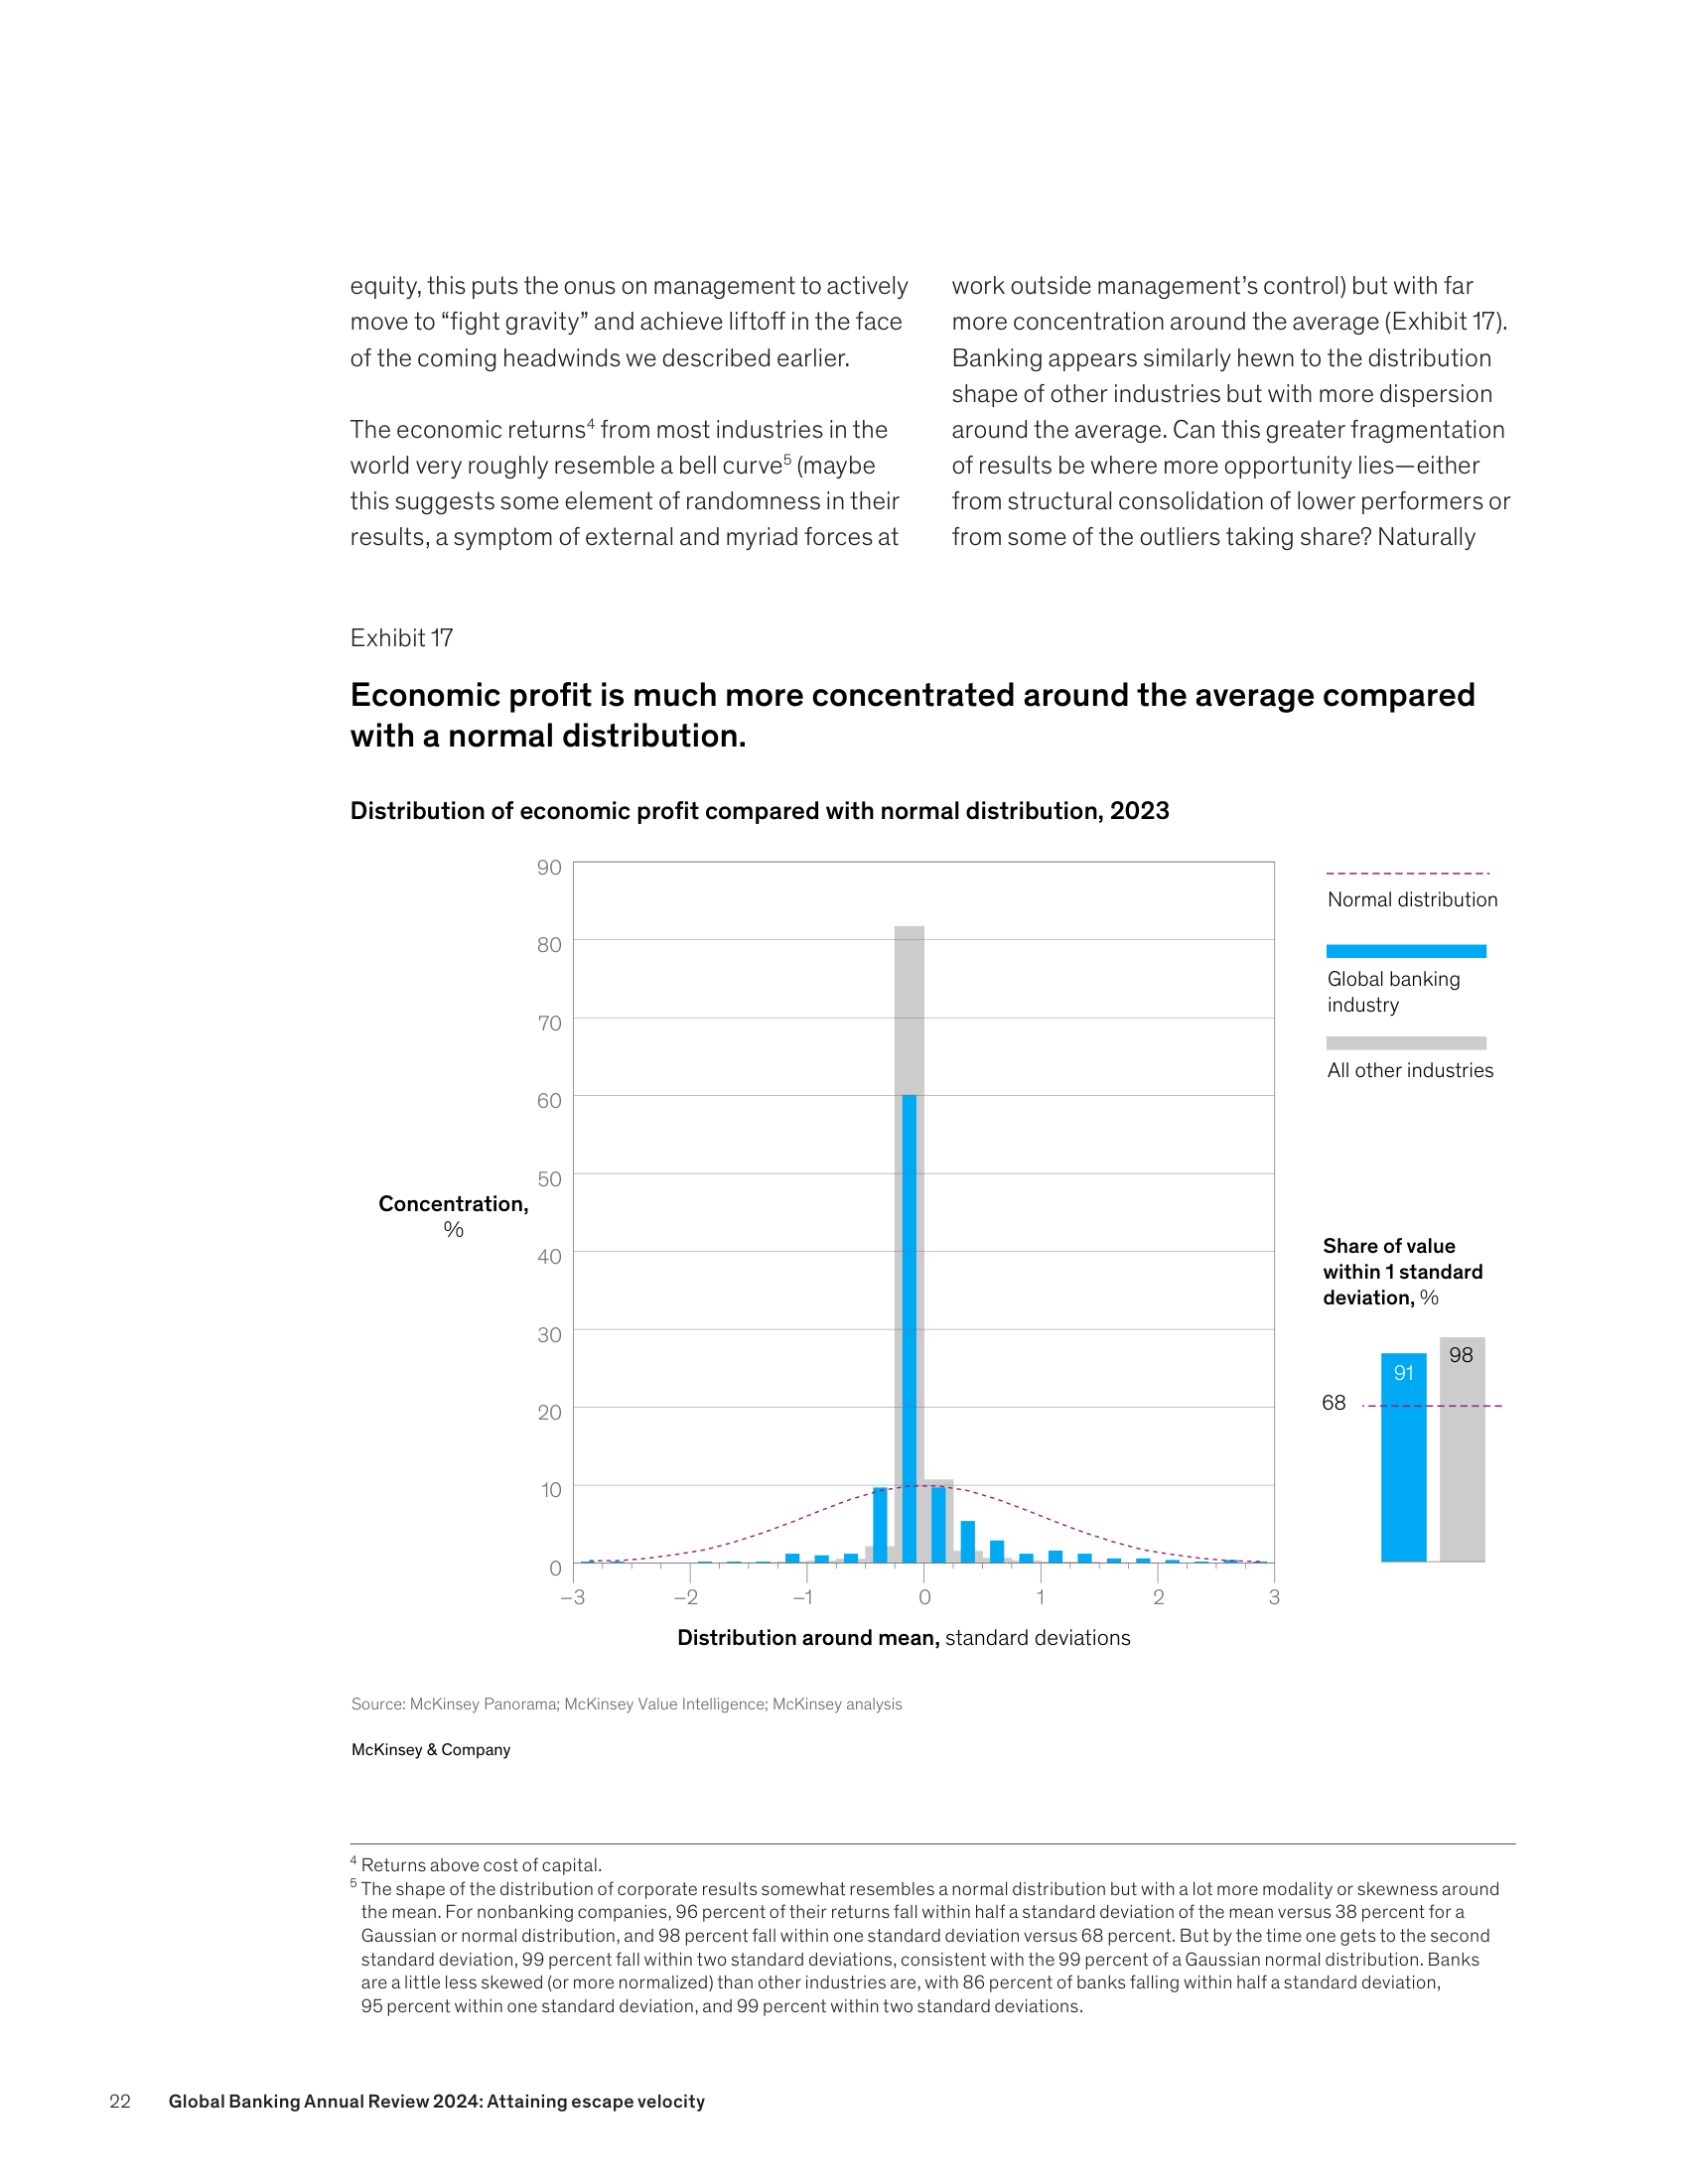 equity, this puts the onus on management to actively
move to “fight gravity” and achieve liftoff in the face
of the coming headwinds we described earlier.
The economic returns4 from most industries in the
world very roughly resemble a bell curve5 (maybe
this suggests some element of randomness in their
results, a symptom of external and myriad forces at
work outside management’s control) but with far
more concentration around the average (Exhibit 17).
Banking appears similarly hewn to the distribution
shape of other industries but with more dispersion
around the average. Can this greater fragmentation
of results be where more opportunity lies—either
from structural consolidation of lower performers or
from some of the outliers taking share? Naturally
Exhibit 17
Economic profit is much more concentrated around the average compared
with a normal distribution.
Distribution of economic profit compared with normal distribution, 2023
90
80
70
60
50
40
30
20
10
0
Concentration,
%
–3
–2
–1
0
1
2
3
Distribution around mean, standard deviations
Normal distribution
Global banking
industry
All other industries
Share of value
within 1 standard
deviation, %
91
98
68
Source: McKinsey Panorama; McKinsey Value Intelligence; McKinsey analysis
McKinsey & Company
4 Returns above cost of capital.
5 The shape of the distribution of corporate results somewhat resembles a normal distribution but with a lot more modality or skewness around
the mean. For nonbanking companies, 96 percent of their returns fall within half a standard deviation of the mean versus 38 percent for a
Gaussian or normal distribution, and 98 percent fall within one standard deviation versus 68 percent. But by the time one gets to the second
standard deviation, 99 percent fall within two standard deviations, consistent with the 99 percent of a Gaussian normal distribution. Banks
are a little less skewed (or more normalized) than other industries are, with 86 percent of banks falling within half a standard deviation,
95 percent within one standard deviation, and 99 percent within two standard deviations.
22 Global Banking Annual Review 2024: Attaining escape velocity